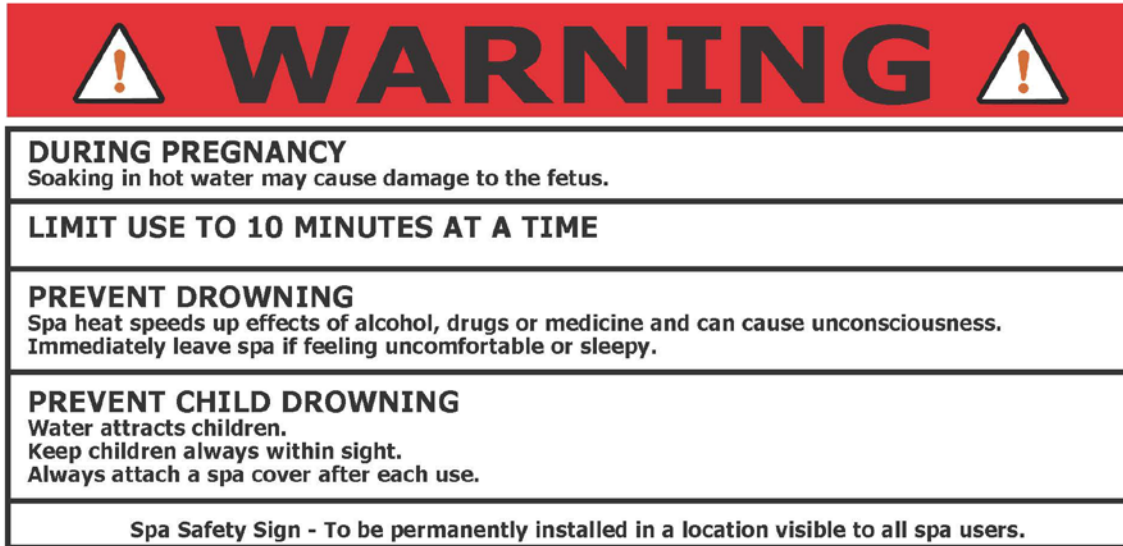 WARNING
DURING PREGNANCY
Soaking in hot water may cause damage to the fetus.
LIMIT USE TO 10 MINUTES AT A TIME
PREVENT DROWNING
Spa heat speeds up effects of alcohol, drugs or medicine and can cause unconsciousness.
Immediately leave spa if feeling uncomfortable or sleepy.
PREVENT CHILD DROWNING
Water attracts children.
Keep children always within sight.
Always attach a spa cover after each use.
Spa Safety Sign - To be permanently installed in a location visible to all spa users.